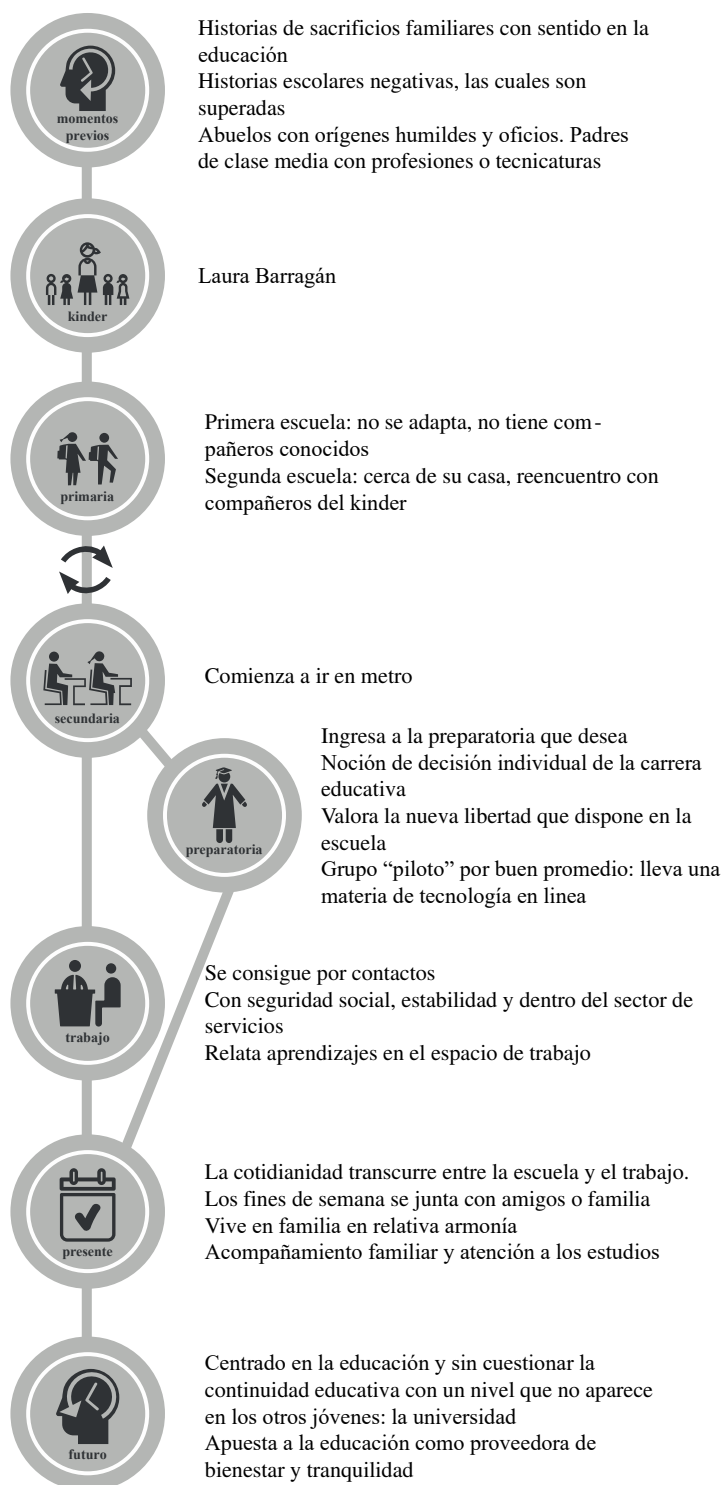 Historias de sacrificios familiares con sentido en la
educación
Historias escolares negativas, las cuales son
superadas
Abuelos con orígenes humildes y oficios. Padres
de clase media con profesiones o tecnicaturas
momentos
previos
Laura Barragán
kinder
Primera escuela: no se adapta, no tiene com-
pañeros conocidos
Segunda escuela: cerca de su casa, reencuentro con
compañeros del kinder
primaria
Comienza a ir en metro
secundaria
Ingresa a la preparatoria que desea
Noción de decisión individual de la carrera
educativa
Valora la nueva libertad que dispone en la
escuela
Grupo “piloto” por buen promedio: lleva una
materia de tecnología en linea
preparatoria
Se consigue por contactos
Con seguridad social, estabilidad y dentro del sector de
servicios
Relata aprendizajes en el espacio de trabajo
trabajo
La cotidianidad transcurre entre la escuela y el trabajo.
Los fines de semana se junta con amigos o familia
Vive en familia en relativa armonía
Acompañamiento familiar y atención a los estudios
presente
Centrado en la educación y sin cuestionar la
continuidad educativa con un nivel que no aparece
en los otros jóvenes: la universidad
Apuesta a la educación como proveedora de
bienestar y tranquilidad
futuro